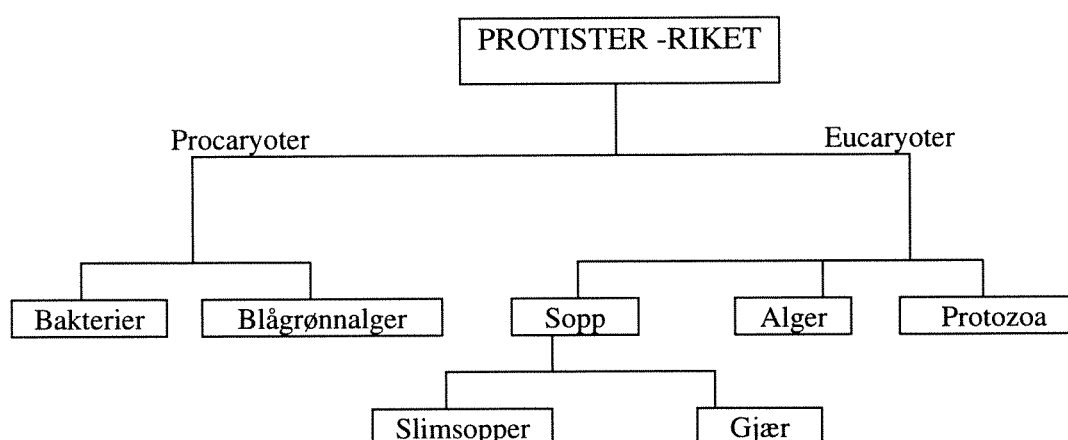 PROTISTER -RIKET
Procaryoter
Eucaryoter
Bakterier
Blågrønnalger
Sopp
Alger
Protozoa
Slimsopper
Gjær